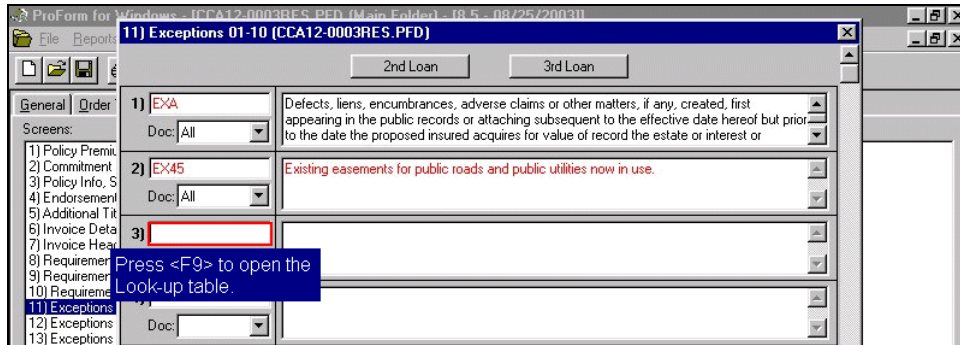 ProForm for Windows - [CCA12-0003RES.PFD (Main Folder) - [8.5 - 08/25/2003]]
File Reports
11) Exceptions 01-10 (CCA12-0003RES.PFD)
2nd Loan 3rd Loan
General Order
Screens:
1) Policy Premiu
2) Commitment
3) Policy Info, S
4) Endorsement
5) Additional Tit
6) Invoice Deta
7) Invoice Head
8) Requiremen
9) Requiremen
10) Requireme
11) Exceptions
12) Exceptions
13) Exceptions
1) EXA
Doc: All
Defects, liens, encumbrances, adverse claims or other matters, if any, created, first
appearing in the public records or attaching subsequent to the effective date hereof but prior
to the date the proposed insured acquires for value of record the estate or interest or
2) EX45
Doc: All
Existing easements for public roads and public utilities now in use.
3)
Press <F9> to open the
Look-up table.
Doc: